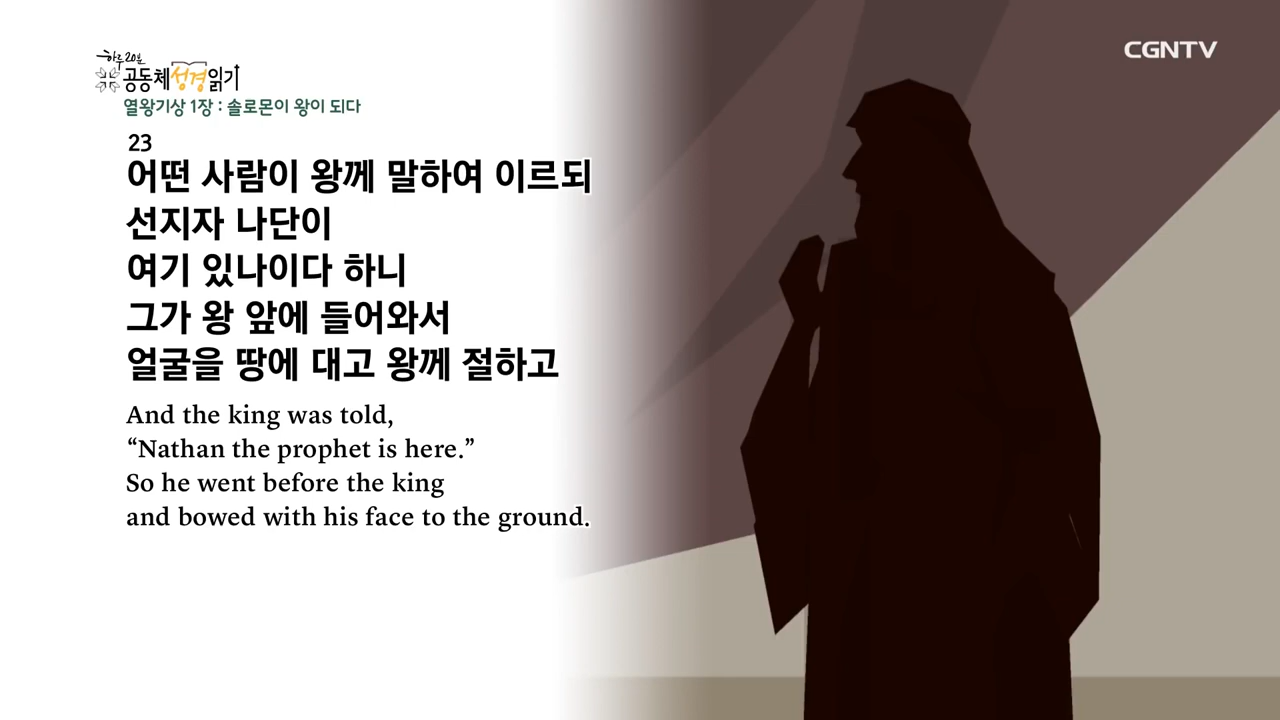 하루20분
공동체성경읽기
CGNTV
열왕기상 1장 : 솔로몬이 왕이 되다
23
어떤 사람이 왕께 말하여 이르되
선지자 나단이
여기 있나이다 하니
그가 왕 앞에 들어와서
얼굴을 땅에 대고 왕께 절하고
And the king was told,
“Nathan the prophet is here.”
So he went before the king
and bowed with his face to the ground.